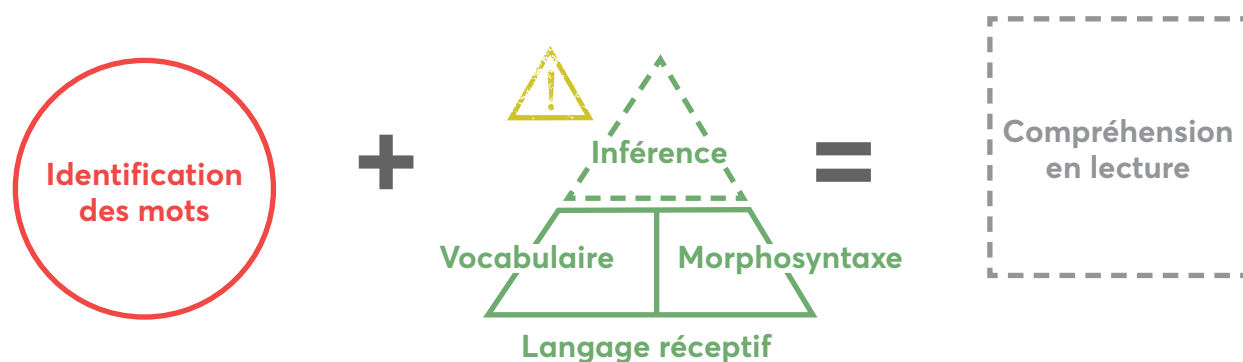 Identification
des mots
+
!
Inférence
Vocabulaire
Morphosyntaxe
Langage réceptif
=
Compréhension
en lecture